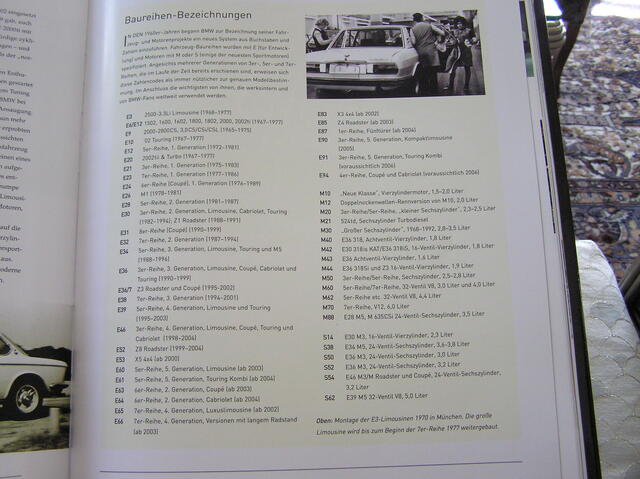 Baureihen-Bezeichnungen
IN DEN 1960er-Jahren begann BMW zur Bezeichnung seiner Fahr-
zeug- und Motorenprojekte ein neues System aus Buchstaben und
Zahlen einzuführen. Fahrzeug-Baureihen wurden mit E (für Entwick-
lung) und Motoren mit M oder S (einige der neuesten Sportmotoren)
spezifiziert. Angesichts mehrerer Generationen von 3er-, 5er- und 7er-
Reihen, die im Laufe der Zeit bereits erschienen sind, erweisen sich
diese Zahlencodes als immer nützlicher zur genauen Modellbestim-
mung. Im Anschluss die wichtigsten von ihnen, die werksintern und
von BMW-Fans weltweit verwendet werden.
E3 2500-3.3Li Limousine (1968–1977)
E6/E12 1502, 1600, 1602, 1800, 1802, 2000, 2002ti (1967–1977)
E9 2000-2800CS, 3,0CS/CSi/CSL (1965–1975)
E10 02 Touring (1967–1977)
E12 5er-Reihe, 1. Generation (1972–1981)
E20 2002ti & Turbo (1967–1977)
E21 3er-Reihe, 1. Generation (1975–1983)
E23 7er-Reihe, 1. Generation (1977–1986)
E24 6er-Reihe (Coupé), 1. Generation (1976–1989)
E26 M1 (1978–1981)
E28 5er-Reihe, 2. Generation (1981–1987)
E30 3er-Reihe, 2. Generation, Limousine, Cabriolet, Touring
(1982–1994); Z1 Roadster (1988–1991)
E31 8er-Reihe (Coupé) (1990–1999)
E32 7er-Reihe, 2. Generation (1987–1994)
E34 5er-Reihe, 3. Generation, Limousine, Touring und M5
(1988–1996)
E36 3er-Reihe, 3. Generation, Limousine, Coupé, Cabriolet und
Touring (1990–1999)
E36/7 Z3 Roadster und Coupé (1995–2002)
E38 7er-Reihe, 3. Generation (1994–2001)
E39 5er-Reihe, 4. Generation, Limousine und Touring
(1995–2003)
E46 3er-Reihe, 4. Generation, Limousine, Coupé, Touring und
Cabriolet (1998–2004)
E52 Z8 Roadster (1999–2004)
E53 X5 4x4 (ab 2000)
E60 5er-Reihe, 5. Generation, Limousine (ab 2003)
E61 5er-Reihe, 5. Generation, Touring Kombi (ab 2004)
E63 6er-Reihe, 2. Generation, Coupé (ab 2003)
E64 6er-Reihe, 2. Generation, Cabriolet (ab 2004)
E65 7er-Reihe, 4. Generation, Luxuslimousine (ab 2002)
E66 7er-Reihe, 4. Generation, Versionen mit langem Radstand
(ab 2003)
E83 X3 4x4 (ab 2002)
E85 Z4 Roadster (ab 2003)
E87 1er-Reihe, Fünftürer (ab 2004)
E90 3er-Reihe, 5. Generation, Kompaktlimousine
(2005)
E91 3er-Reihe, 5. Generation, Touring Kombi
(voraussichtlich 2006)
E94 4er-Reihe, Coupé und Cabriolet (voraussichtlich 2006)
M10 „Neue Klasse“, Vierzylindermotor, 1,5–2,0 Liter
M12 Doppelnockenwellen-Rennversion von M10, 2,0 Liter
M20 3er-Reihe/5er-Reihe, „kleiner Sechszylinder“, 2,3–2,5 Liter
M21 524td, Sechszylinder Turbodiesel
M30 „Großer Sechszylinder“, 1968–1992, 2,8–3,5 Liter
M40 E36 318, Achtventil-Vierzylinder, 1,8 Liter
M42 E30 318is KAT/E36 318iS, 16-Ventil-Vierzylinder, 1,8 Liter
M43 E36 Achtventil-Vierzylinder, 1,6 Liter
M44 E36 318Si und Z3 16-Ventil-Vierzylinder, 1,9 Liter
M50 3er-Reihe/5er-Reihe, Sechszylinder, 2,5–2,8 Liter
M60 5er-Reihe/7er-Reihe, 32-Ventil V8, 3,0 Liter und 4,0 Liter
M62 5er-Reihe etc. 32-Ventil V8, 4,4 Liter
M70 7er-Reihe, V12, 6,0 Liter
M88 E28 M5, M 635CSi 24-Ventil-Sechszylinder, 3,5 Liter
S14 E30 M3, 16-Ventil-Vierzylinder, 2,3 Liter
S38 E34 M5, 24-Ventil-Sechszylinder, 3,6–3,8 Liter
S50 E36 M3, 24-Ventil-Sechszylinder, 3,0 Liter
S52 E36 M3, 24-Ventil-Sechszylinder, 3,2 Liter
S54 E46 M3/M Roadster und Coupé, 24-Ventil-Sechszylinder,
3,2 Liter
S62 E39 M5 32-Ventil V8, 5,0 Liter
Oben: Montage der E3-Limousinen 1970 in München. Die große
Limousine wird bis zum Beginn der 7er-Reihe 1977 weitergebaut.